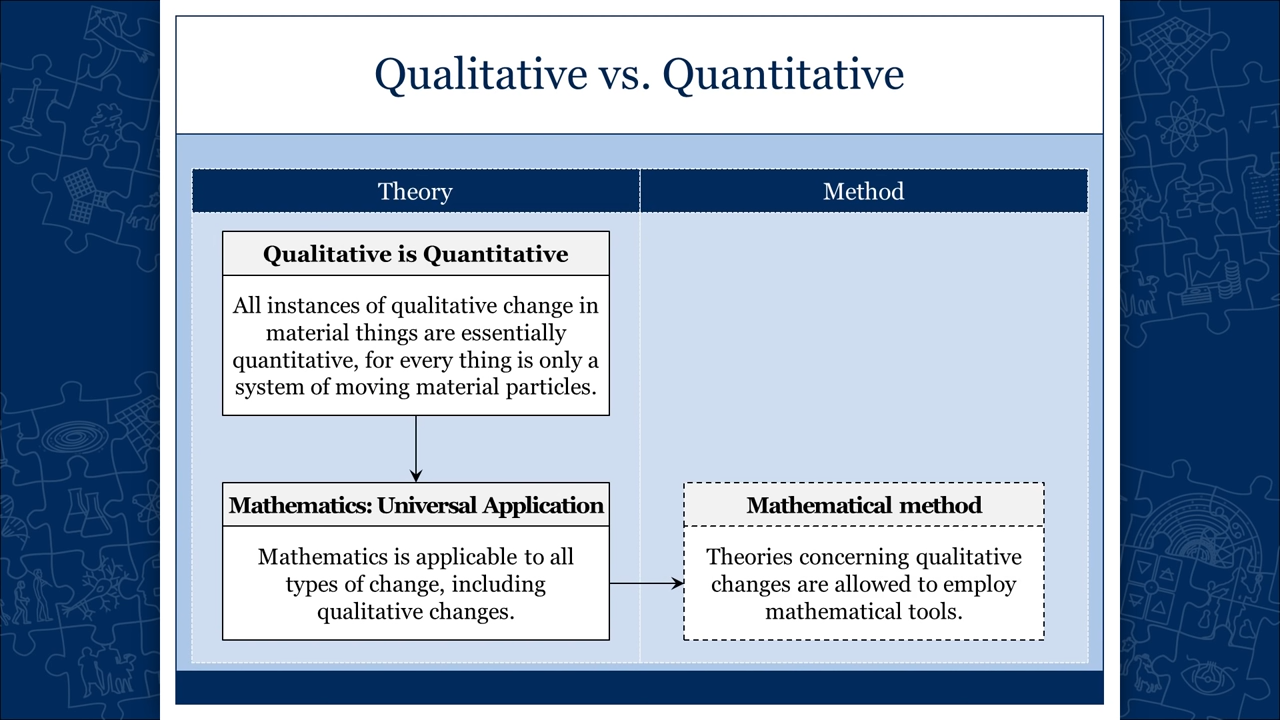 Qualitative vs. Quantitative
Theory
Method
Qualitative is Quantitative
All instances of qualitative change in
material things are essentially
quantitative, for every thing is only a
system of moving material particles.
Mathematics: Universal Application
Mathematics is applicable to all
types of change, including
qualitative changes.
Mathematical method
Theories concerning qualitative
changes are allowed to employ
mathematical tools.
√-1